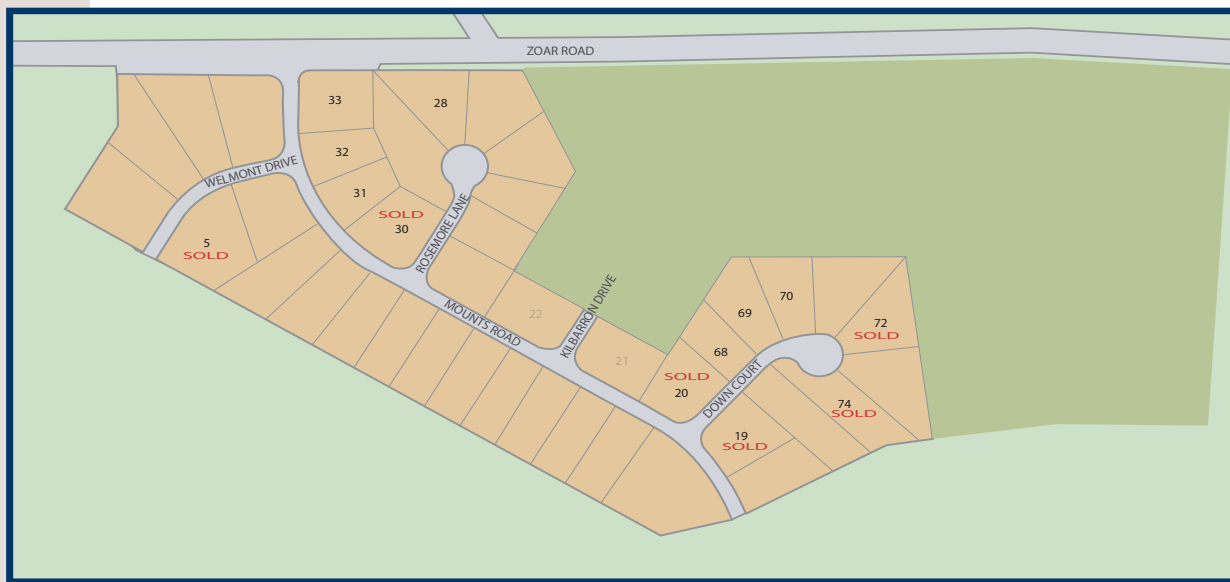 ZOAR ROAD
33
28
32
WELMONT DRIVE
31
SOLD
30
ROSEMORE LANE
5
SOLD
MOUNTS ROAD
22
KILBARRON DRIVE
21
70
69
72
SOLD
68
SOLD
20
DOWN COURT
74
SOLD
19
SOLD